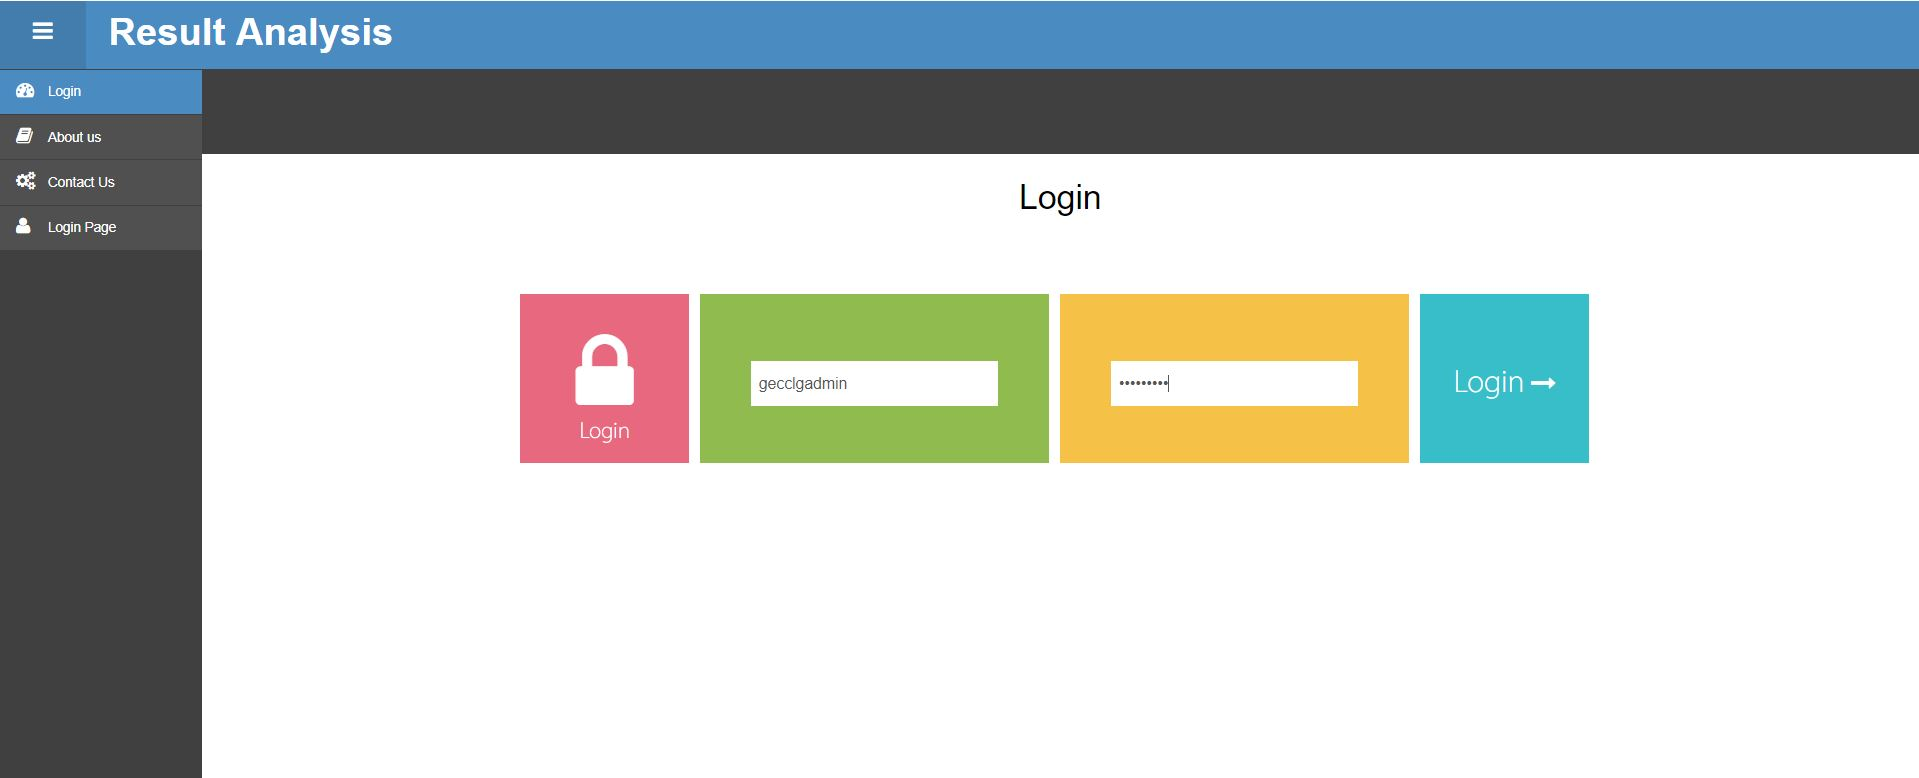 Result Analysis
Login
About us
Contact Us
Login Page
Login
Login
gecclgadmin
•••••••••
Login